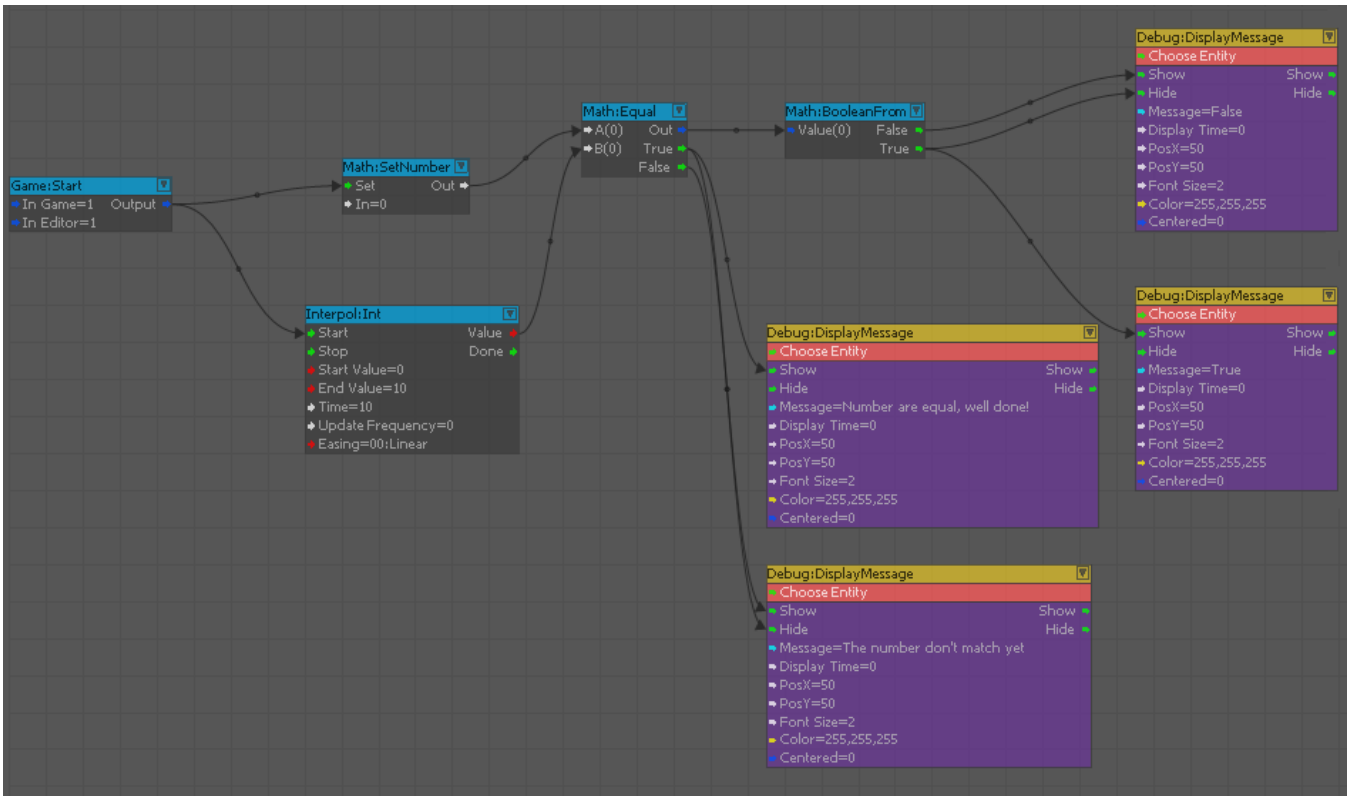 Game:Start
In Game=1 Output
In Editor=1
Math:SetNumber
Set Out
In=0
Interpol:Int
Start Value
Stop Done
Start Value=0
End Value=10
Time=10
Update Frequency=0
Easing=00:Linear
Math:Equal
A(0) Out
B(0) True
False
Math:BooleanFrom
Value(0) False
True
Debug:DisplayMessage
Choose Entity
Show Show
Hide Hide
Message=Number are equal, well done!
Display Time=0
PosX=50
PosY=50
Font Size=2
Color=255,255,255
Centered=0
Debug:DisplayMessage
Choose Entity
Show Show
Hide Hide
Message=The number don't match yet
Display Time=0
PosX=50
PosY=50
Font Size=2
Color=255,255,255
Centered=0
Debug:DisplayMessage
Choose Entity
Show Show
Hide Hide
Message=False
Display Time=0
PosX=50
PosY=50
Font Size=2
Color=255,255,255
Centered=0
Debug:DisplayMessage
Choose Entity
Show Show
Hide Hide
Message=True
Display Time=0
PosX=50
PosY=50
Font Size=2
Color=255,255,255
Centered=0